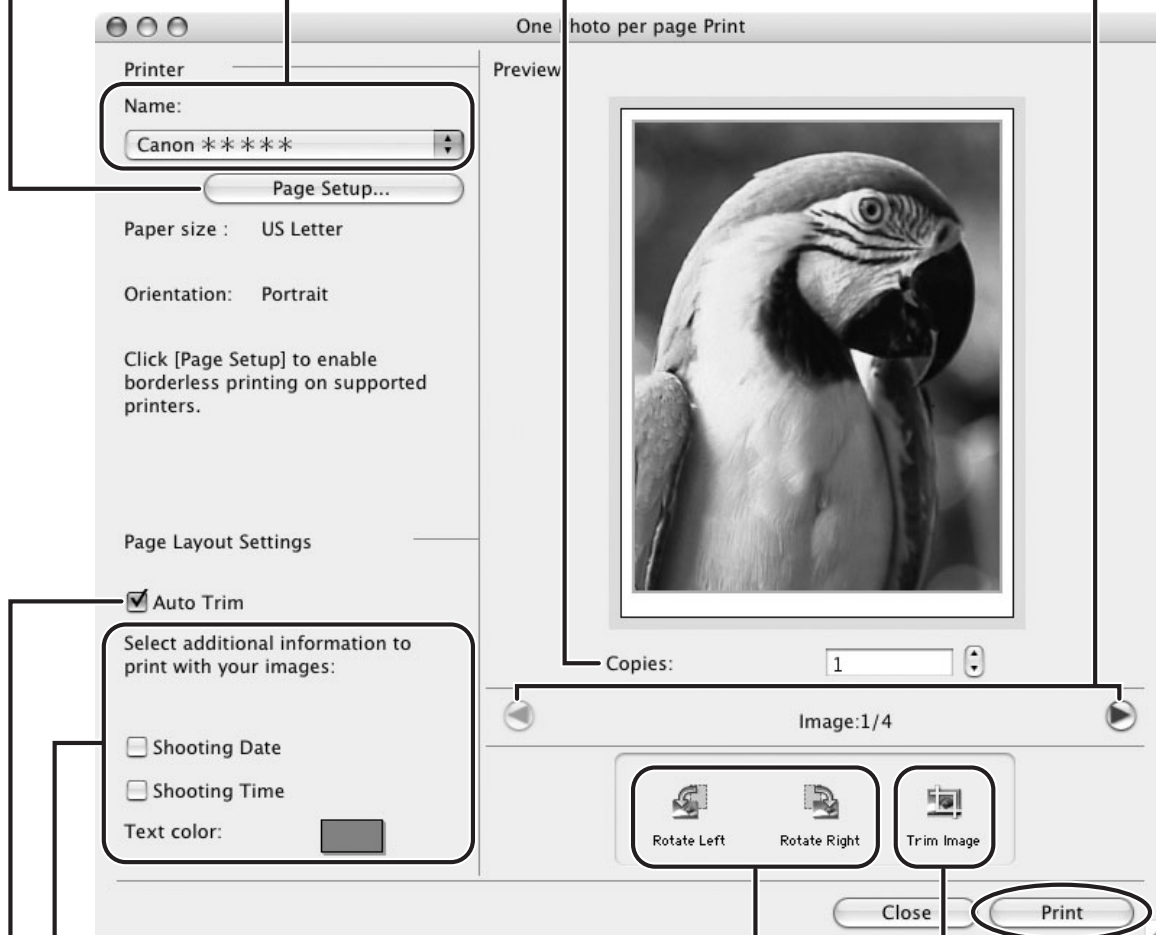 One Photo per page Print
Printer
Name:
Canon *****
Page Setup...
Paper size : US Letter
Orientation: Portrait
Click [Page Setup] to enable
borderless printing on supported
printers.
Page Layout Settings
Auto Trim
Select additional information to
print with your images:
Shooting Date
Shooting Time
Text color:
Preview
Copies: 1
Image:1/4
Rotate Left
Rotate Right
Trim Image
Close
Print